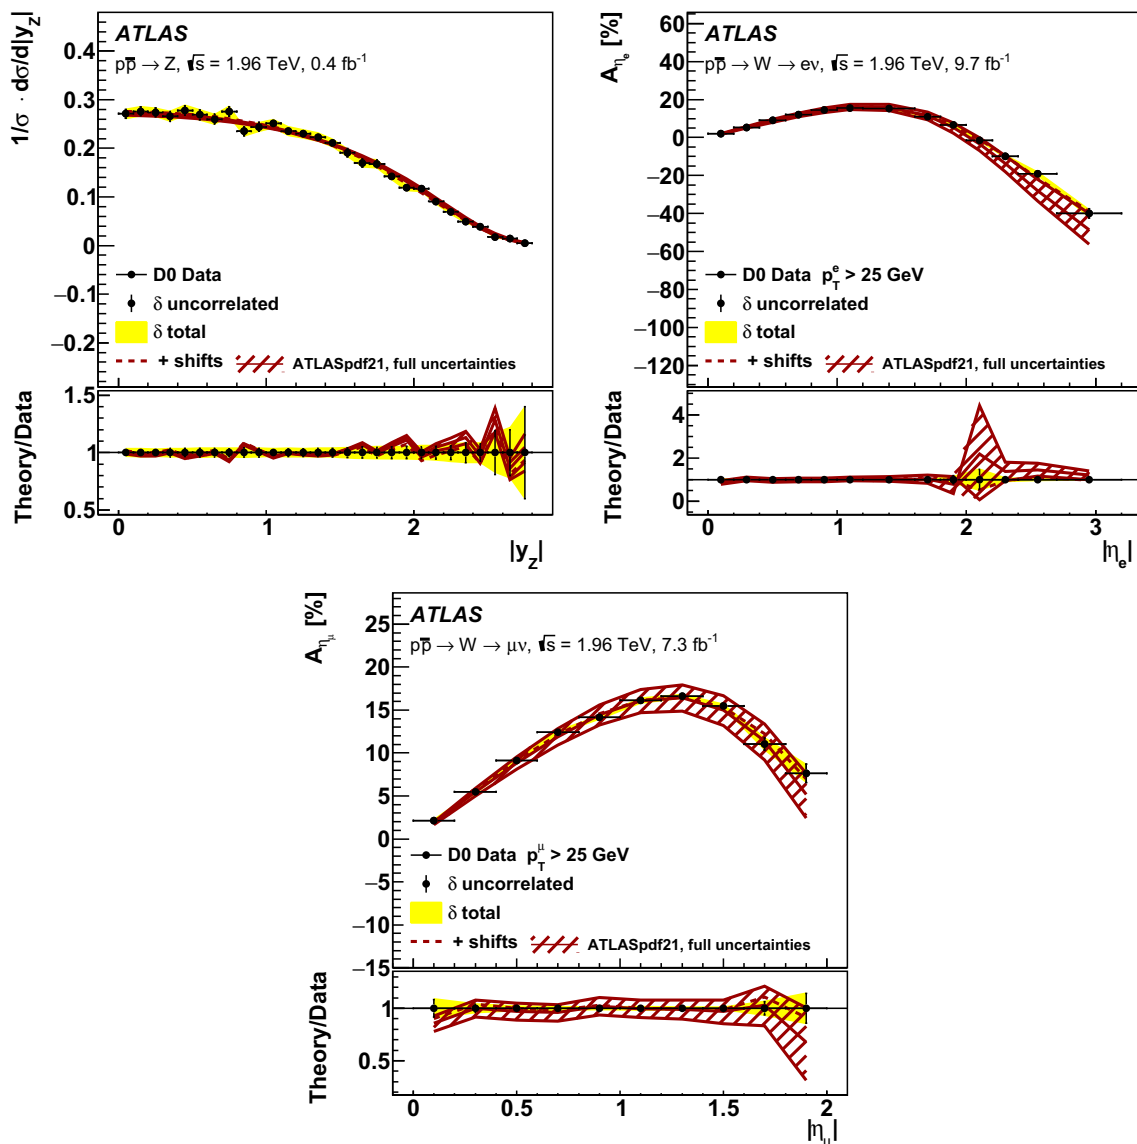 1/σ · dσ/d|y_Z|
ATLAS
pp̅ → Z, √s = 1.96 TeV, 0.4 fb⁻¹
0.4
0.3
0.2
0.1
0
−0.1
−0.2
D0 Data
δ uncorrelated
δ total
+ shifts
ATLASpdf21, full uncertainties
Theory/Data
1.5
1
0.5
0 1 2
|y_Z|
A_ηe [%]
ATLAS
pp̅ → W → eν, √s = 1.96 TeV, 9.7 fb⁻¹
60
40
20
0
−20
−40
−60
−80
−100
−120
D0 Data p_T^e > 25 GeV
δ uncorrelated
δ total
+ shifts
ATLASpdf21, full uncertainties
Theory/Data
4
2
0
0 1 2 3
|η_e|
A_ημ [%]
ATLAS
pp̅ → W → μν, √s = 1.96 TeV, 7.3 fb⁻¹
25
20
15
10
5
0
−5
−10
−15
D0 Data p_T^μ > 25 GeV
δ uncorrelated
δ total
+ shifts
ATLASpdf21, full uncertainties
Theory/Data
1
0.5
0 0.5 1 1.5 2
|η_μ|